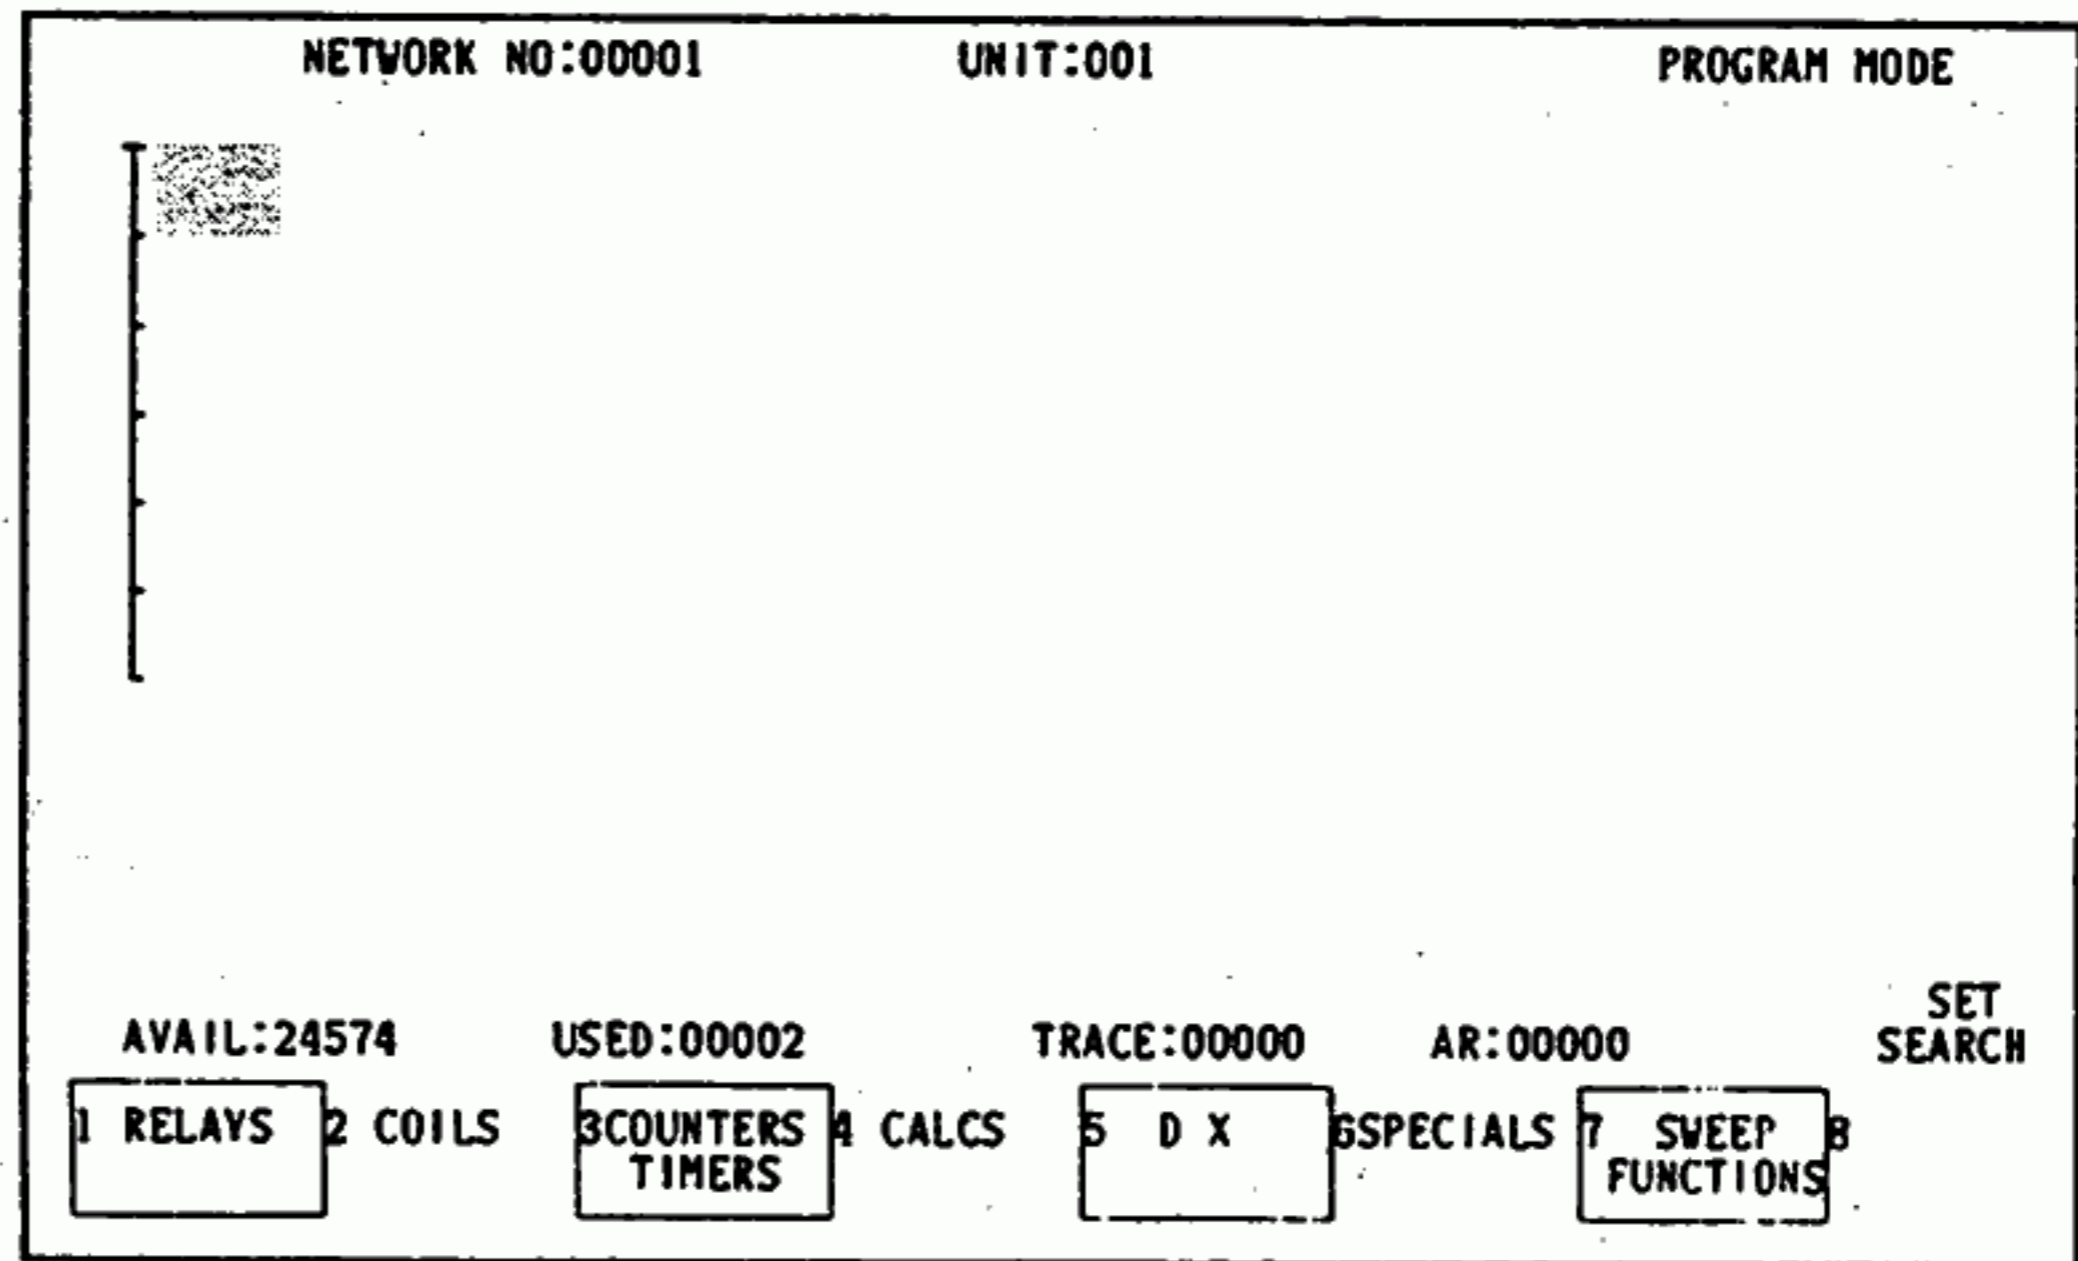 NETWORK NO:00001 UNIT:001 PROGRAM MODE
SET
AVAIL:24574 USED:00002 TRACE:00000 AR:00000 SEARCH
1 RELAYS 2 COILS 3COUNTERS 4 CALCS 5 D X 6SPECIALS 7 SWEEP 8
TIMERS FUNCTIONS